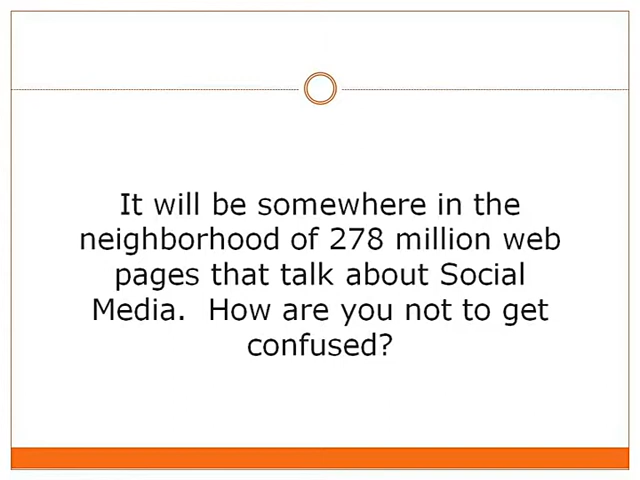 It will be somewhere in the
neighborhood of 278 million web
pages that talk about Social
Media.  How are you not to get
confused?